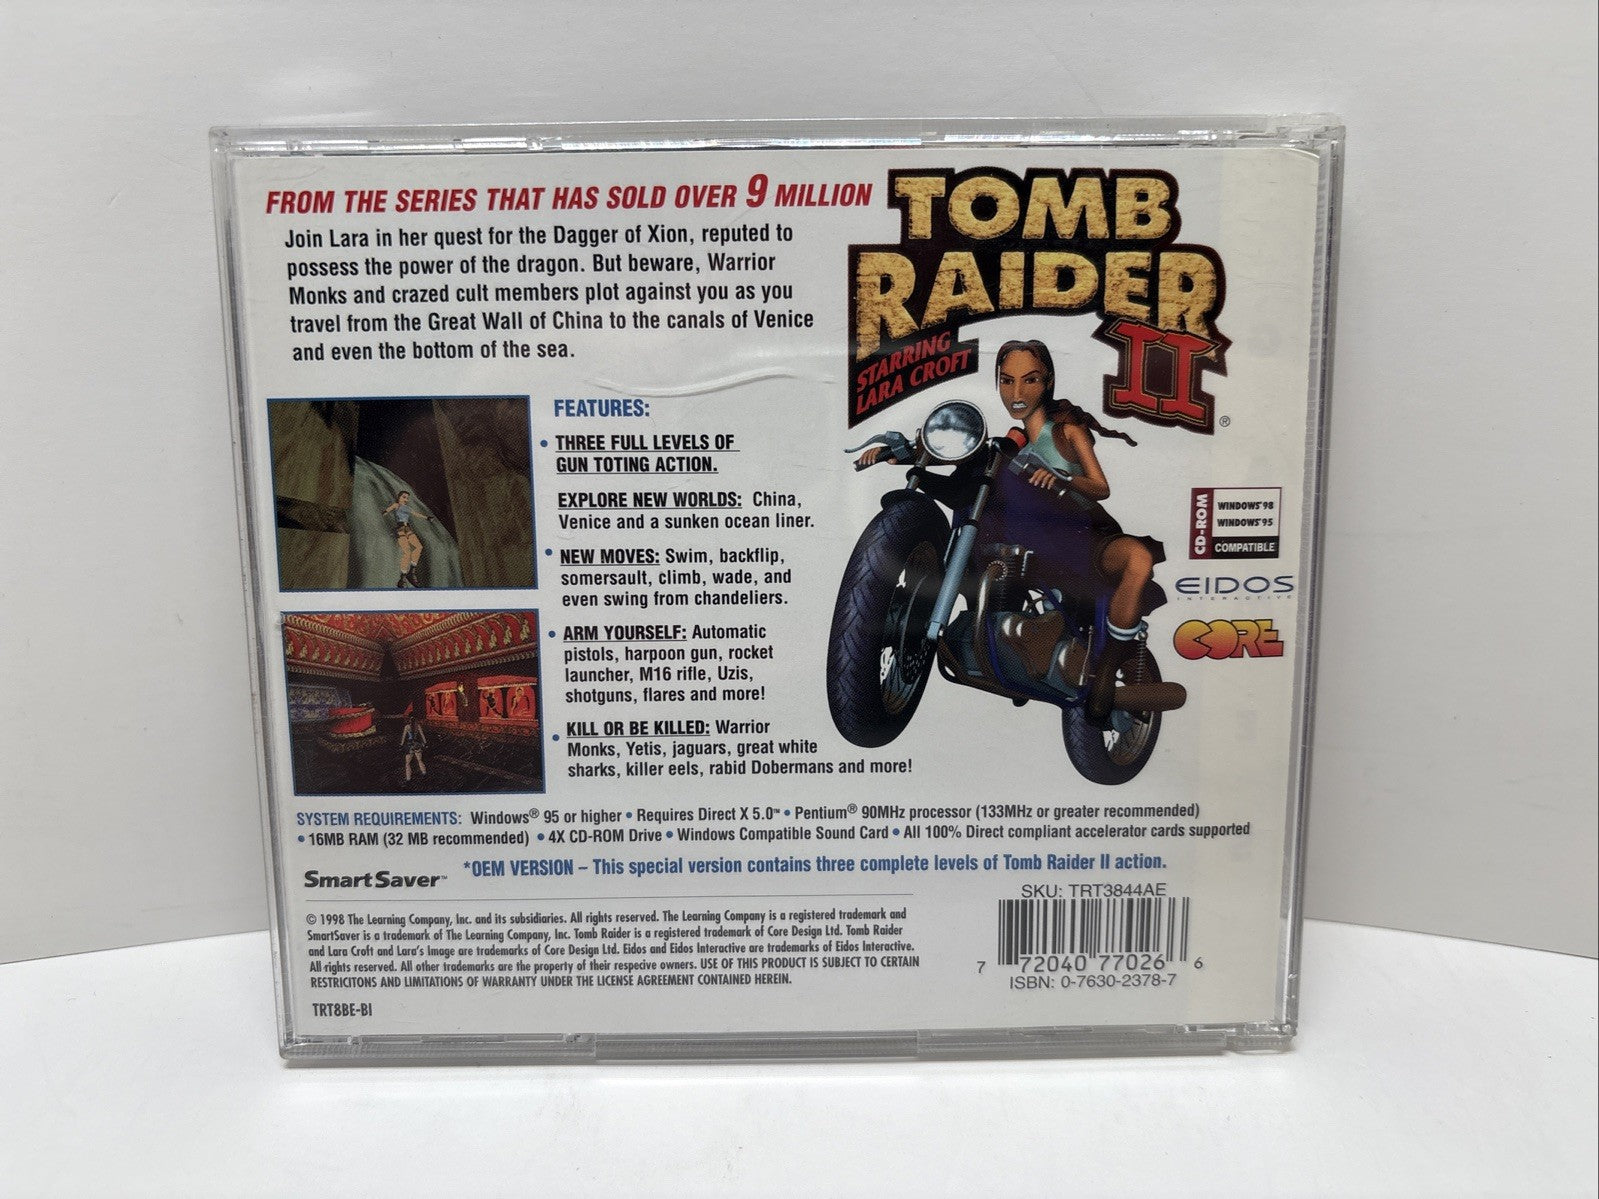 FROM THE SERIES THAT HAS SOLD OVER 9 MILLION
TOMB
RAIDER
II
®
STARRING
LARA CROFT
Join Lara in her quest for the Dagger of Xion, reputed to
possess the power of the dragon. But beware, Warrior
Monks and crazed cult members plot against you as you
travel from the Great Wall of China to the canals of Venice
and even the bottom of the sea.
FEATURES:
• THREE FULL LEVELS OF
GUN TOTING ACTION.
EXPLORE NEW WORLDS: China,
Venice and a sunken ocean liner.
• NEW MOVES: Swim, backflip,
somersault, climb, wade, and
even swing from chandeliers.
• ARM YOURSELF: Automatic
pistols, harpoon gun, rocket
launcher, M16 rifle, Uzis,
shotguns, flares and more!
• KILL OR BE KILLED: Warrior
Monks, Yetis, jaguars, great white
sharks, killer eels, rabid Dobermans and more!
CD-ROM
WINDOWS® 98
WINDOWS® 95
COMPATIBLE
EIDOS
INTERACTIVE
CORE
SYSTEM REQUIREMENTS: Windows® 95 or higher • Requires Direct X 5.0™ • Pentium® 90MHz processor (133MHz or greater recommended)
• 16MB RAM (32 MB recommended) • 4X CD-ROM Drive • Windows Compatible Sound Card • All 100% Direct compliant accelerator cards supported
*OEM VERSION – This special version contains three complete levels of Tomb Raider II action.
SmartSaver™
© 1998 The Learning Company, Inc. and its subsidiaries. All rights reserved. The Learning Company is a registered trademark and
SmartSaver is a trademark of The Learning Company, Inc. Tomb Raider is a registered trademark of Core Design Ltd. Tomb Raider
and Lara Croft and Lara's Image are trademarks of Core Design Ltd. Eidos and Eidos Interactive are trademarks of Eidos Interactive.
All rights reserved. All other trademarks are the property of their respecive owners. USE OF THIS PRODUCT IS SUBJECT TO CERTAIN
RESTRICITONS AND LIMITATIONS OF WARRANTY UNDER THE LICENSE AGREEMENT CONTAINED HEREIN.
TRT8BE-BI
SKU: TRT3844AE
7 72040 77026 6
ISBN: 0-7630-2378-7